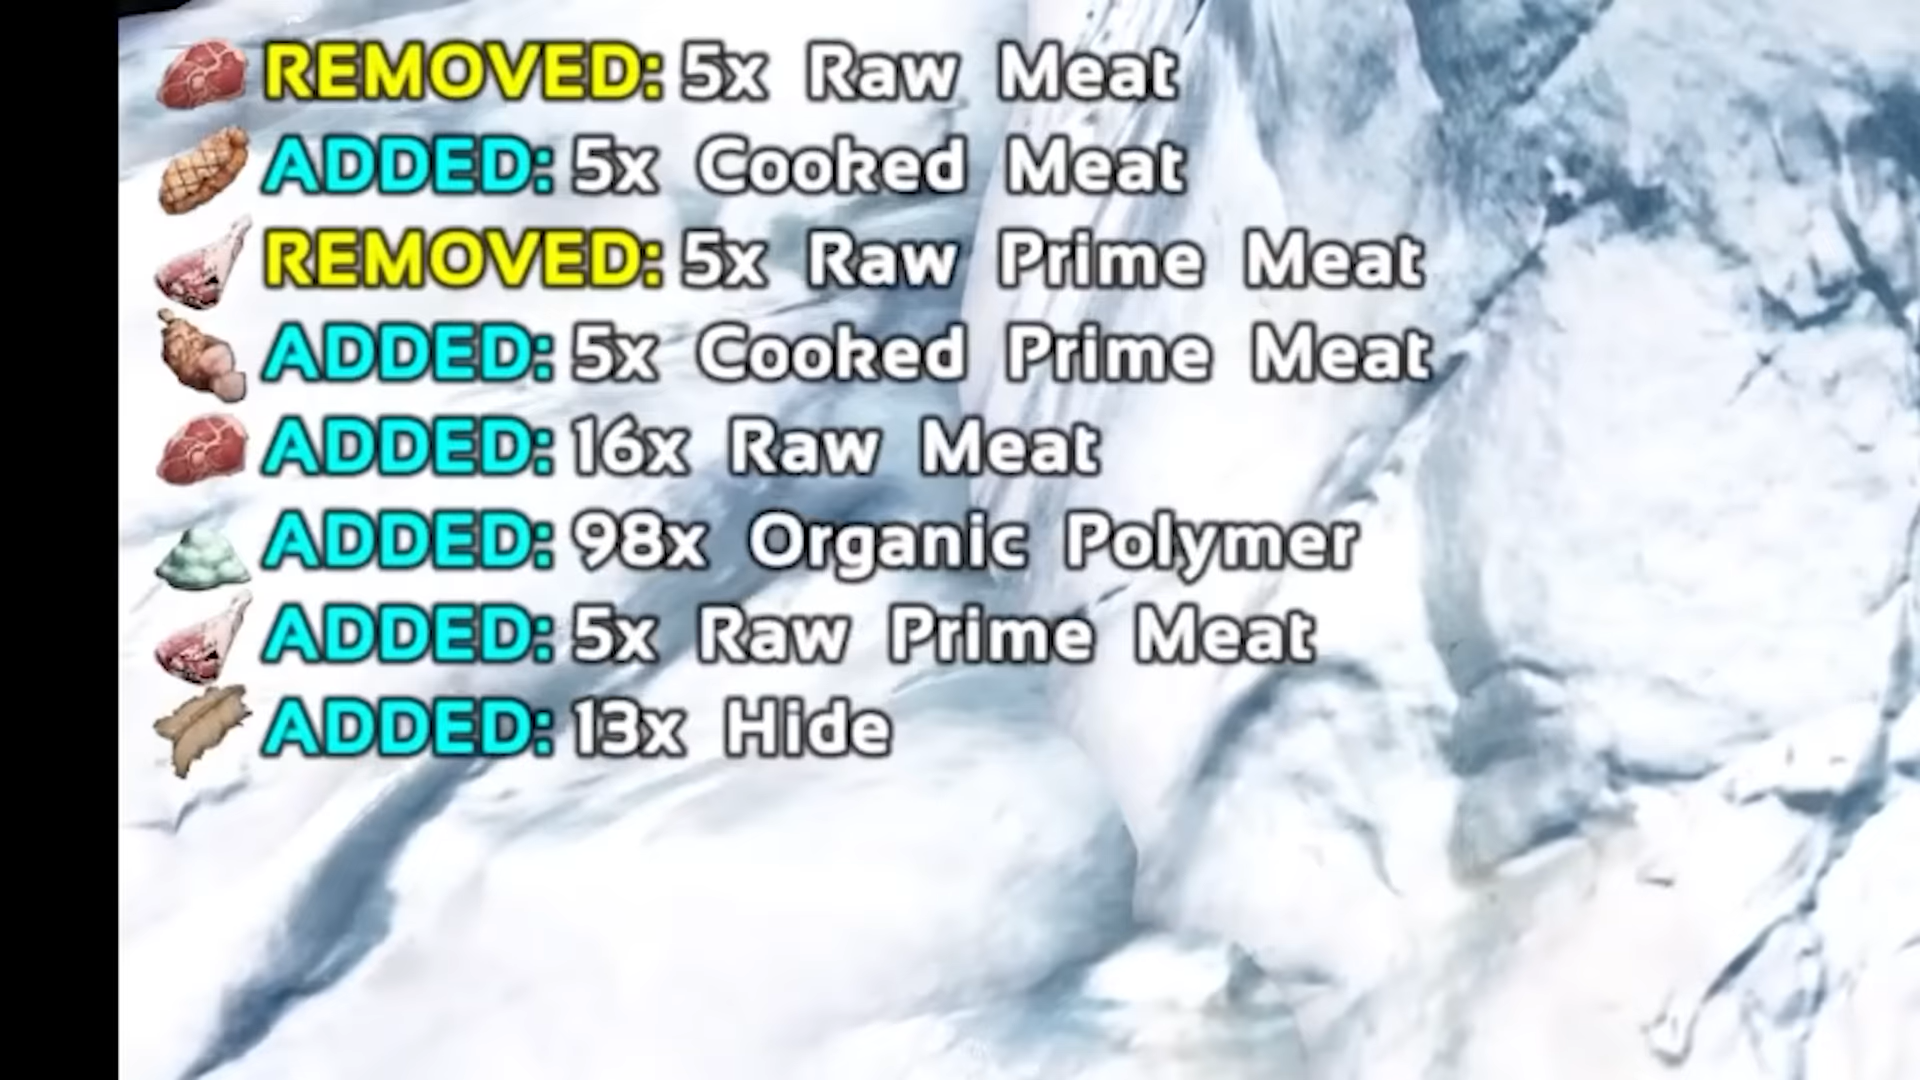 REMOVED: 5x Raw Meat
ADDED: 5x Cooked Meat
REMOVED: 5x Raw Prime Meat
ADDED: 5x Cooked Prime Meat
ADDED: 16x Raw Meat
ADDED: 98x Organic Polymer
ADDED: 5x Raw Prime Meat
ADDED: 13x Hide